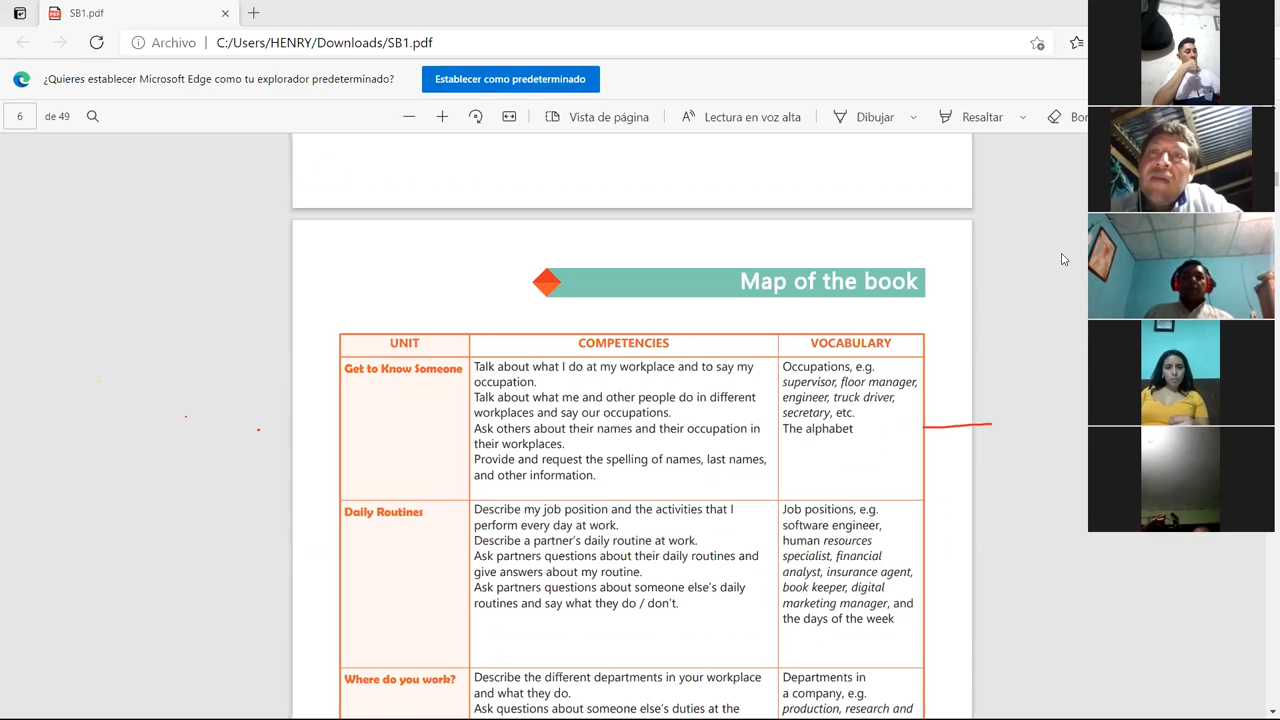 SB1.pdf
Archivo
C:/Users/HENRY/Downloads/SB1.pdf
¿Quieres establecer Microsoft Edge como tu explorador predeterminado?
Establecer como predeterminado
6
de 49
Vista de página
Lectura en voz alta
Dibujar
Resaltar
Bor
Map of the book
UNIT
COMPETENCIES
VOCABULARY
Get to Know Someone
Talk about what I do at my workplace and to say my
occupation.
Talk about what me and other people do in different
workplaces and say our occupations.
Ask others about their names and their occupation in
their workplaces.
Provide and request the spelling of names, last names,
and other information.
Occupations, e.g.
supervisor, floor manager,
engineer, truck driver,
secretary, etc.
The alphabet
Daily Routines
Describe my job position and the activities that I
perform every day at work.
Describe a partner's daily routine at work.
Ask partners questions about their daily routines and
give answers about my routine.
Ask partners questions about someone else's daily
routines and say what they do / don't.
Job positions, e.g.
software engineer,
human resources
specialist, financial
analyst, insurance agent,
book keeper, digital
marketing manager, and
the days of the week
Where do you work?
Describe the different departments in your workplace
and what they do.
Ask questions about someone else's duties at the
Departments in
a company, e.g.
production, research and